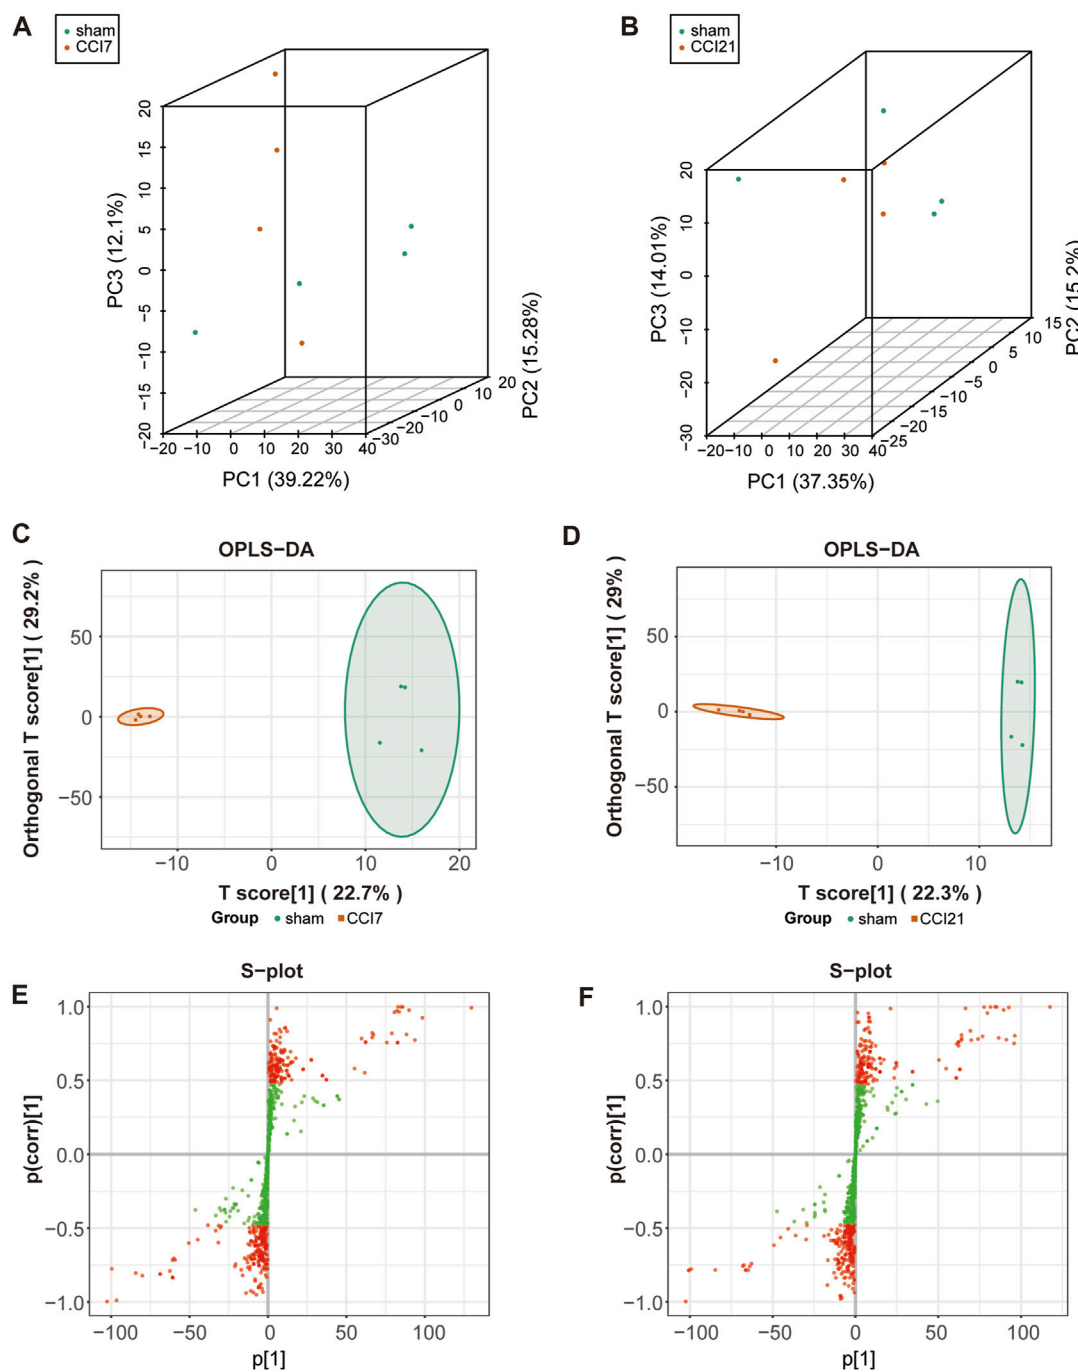 A
sham
CCI7
PC3 (12.1%)
20
15
10
5
0
−5
−10
−15
−20
−20 −10 0 10 20 30 40
PC1 (39.22%)
−30 −20 −10 0 10 20
PC2 (15.28%)
B
sham
CCI21
PC3 (14.01%)
20
10
0
−10
−20
−30
−20 −10 0 10 20 30 40
PC1 (37.35%)
−25 −20 −15 −10 −5 0 5 10 15
PC2 (15.2%)
C
OPLS−DA
Orthogonal T score[1] ( 29.2% )
50
0
−50
−10 0 10 20
T score[1] ( 22.7% )
Group sham CCI7
D
OPLS−DA
Orthogonal T score[1] ( 29% )
50
0
−50
−10 0 10
T score[1] ( 22.3% )
Group sham CCI21
E
S−plot
p(corr)[1]
1.0
0.5
0.0
−0.5
−1.0
−100 −50 0 50 100
p[1]
F
S−plot
p(corr)[1]
1.0
0.5
0.0
−0.5
−1.0
−100 −50 0 50 100
p[1]